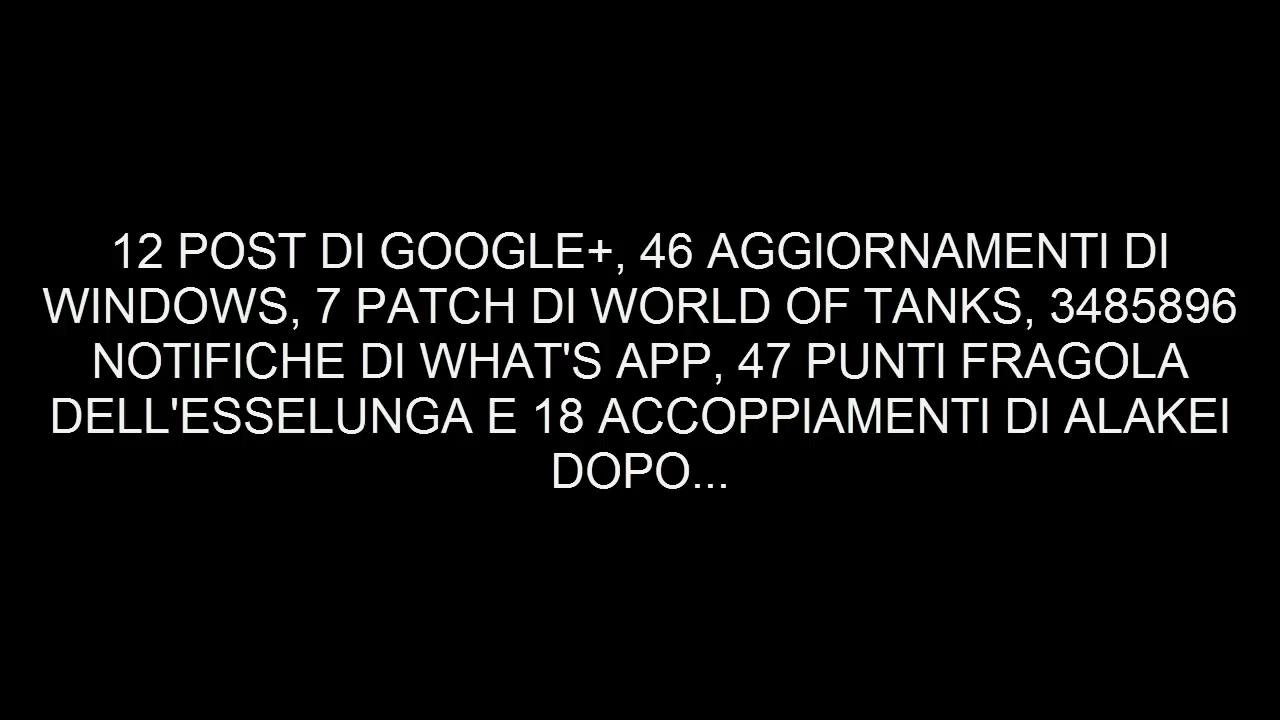 12 POST DI GOOGLE+, 46 AGGIORNAMENTI DI
WINDOWS, 7 PATCH DI WORLD OF TANKS, 3485896
NOTIFICHE DI WHAT'S APP, 47 PUNTI FRAGOLA
DELL'ESSELUNGA E 18 ACCOPPIAMENTI DI ALAKEI
DOPO...